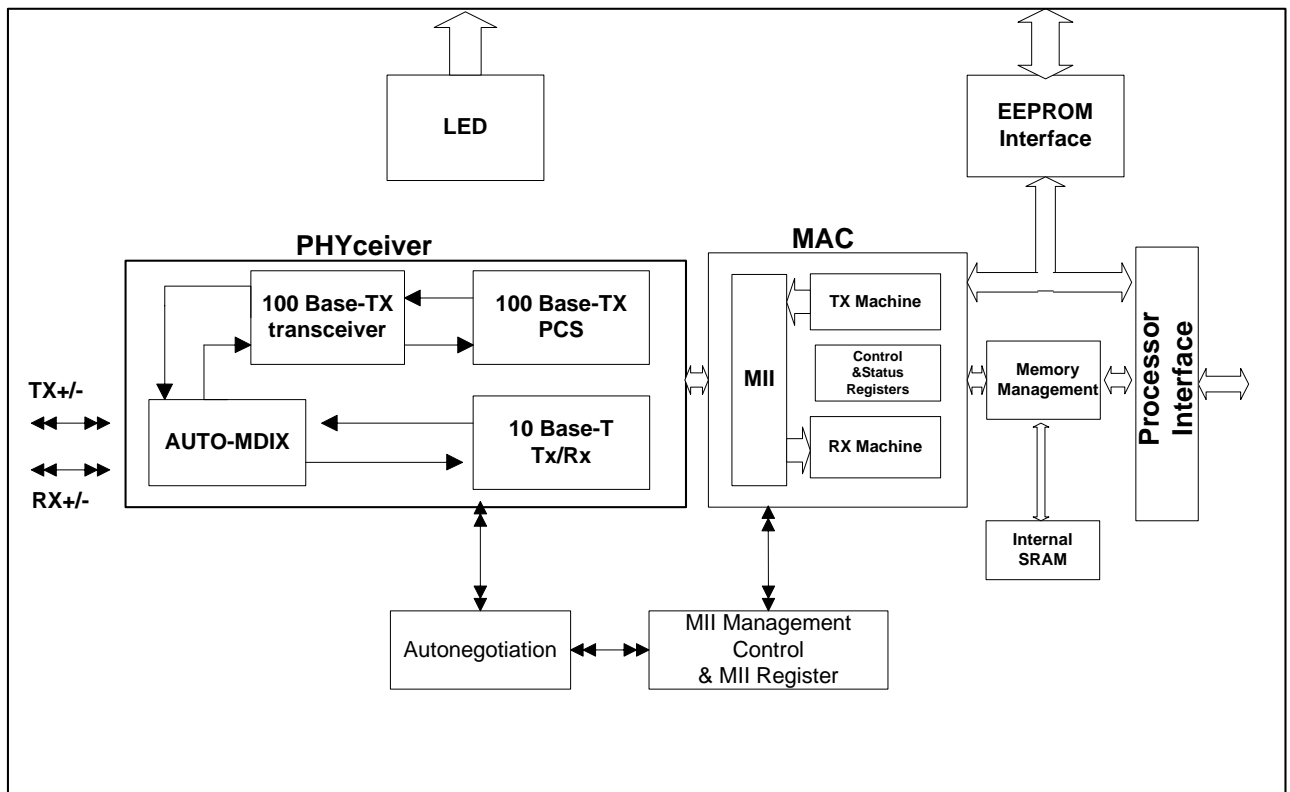 LED
EEPROM
Interface
PHYceiver
MAC
100 Base-TX
transceiver
100 Base-TX
PCS
TX+/-
RX+/-
AUTO-MDIX
10 Base-T
Tx/Rx
MII
TX Machine
Control
&Status
Registers
RX Machine
Memory
Management
Internal
SRAM
Processor
Interface
Autonegotiation
MII Management
Control
& MII Register